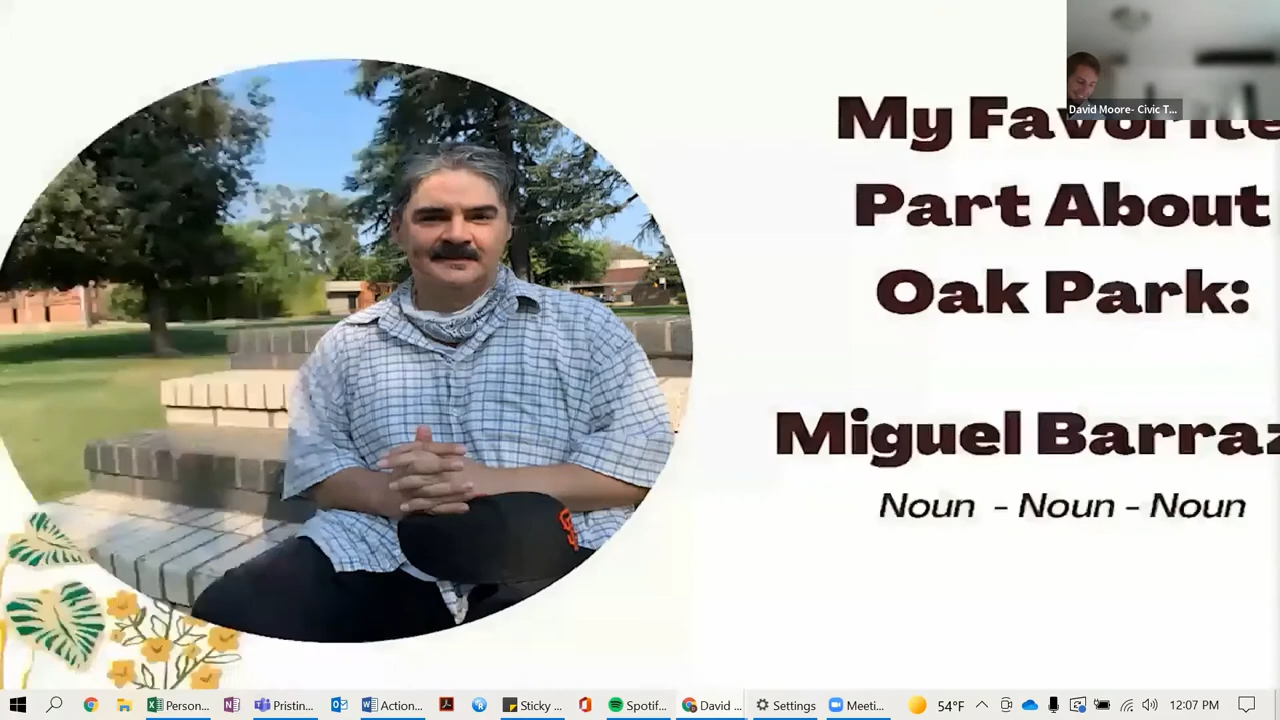 My Favorite
Part About
Oak Park:
David Moore- Civic T...
Miguel Barraz
Noun - Noun - Noun
SF
Person...
Pristin...
Action...
Sticky ...
Spotif...
David ...
Settings
Meeti...
54°F
12:07 PM